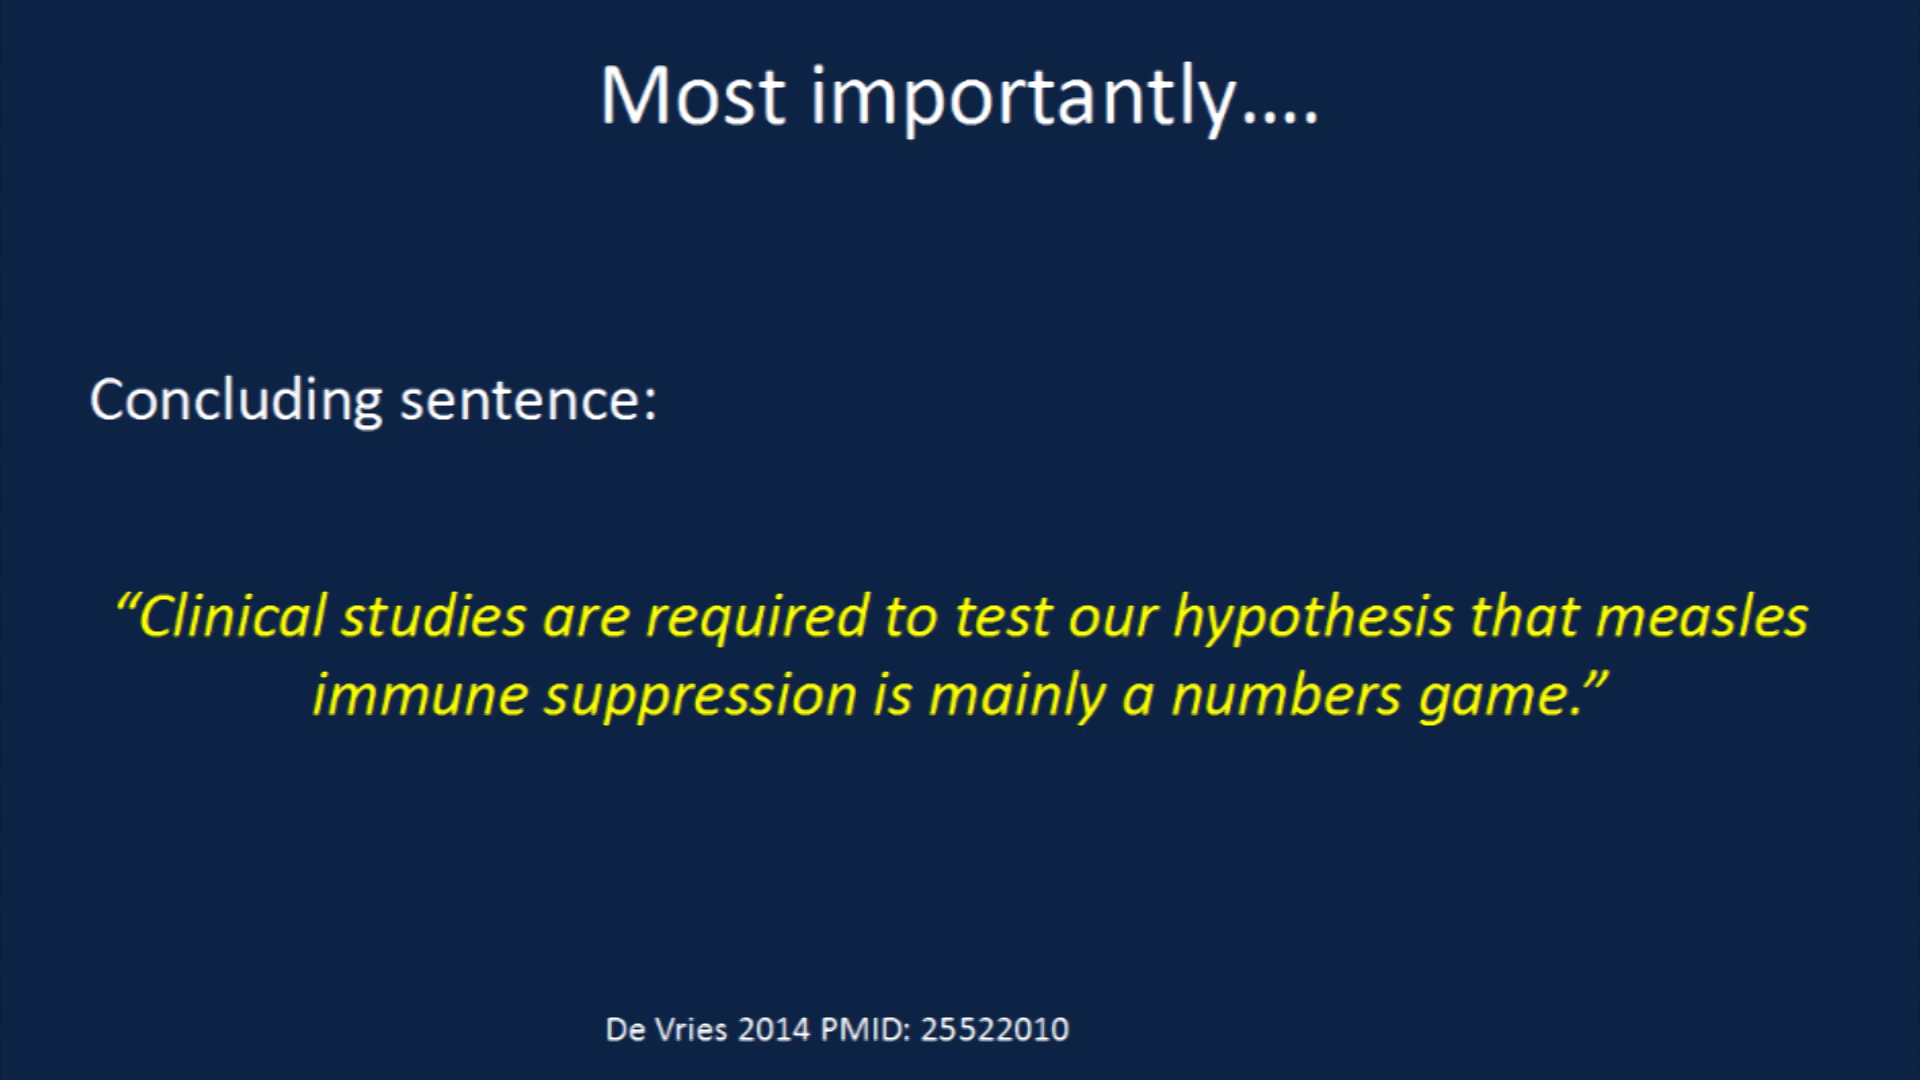 Most importantly....
Concluding sentence:
“Clinical studies are required to test our hypothesis that measles
immune suppression is mainly a numbers game.”
De Vries 2014 PMID: 25522010